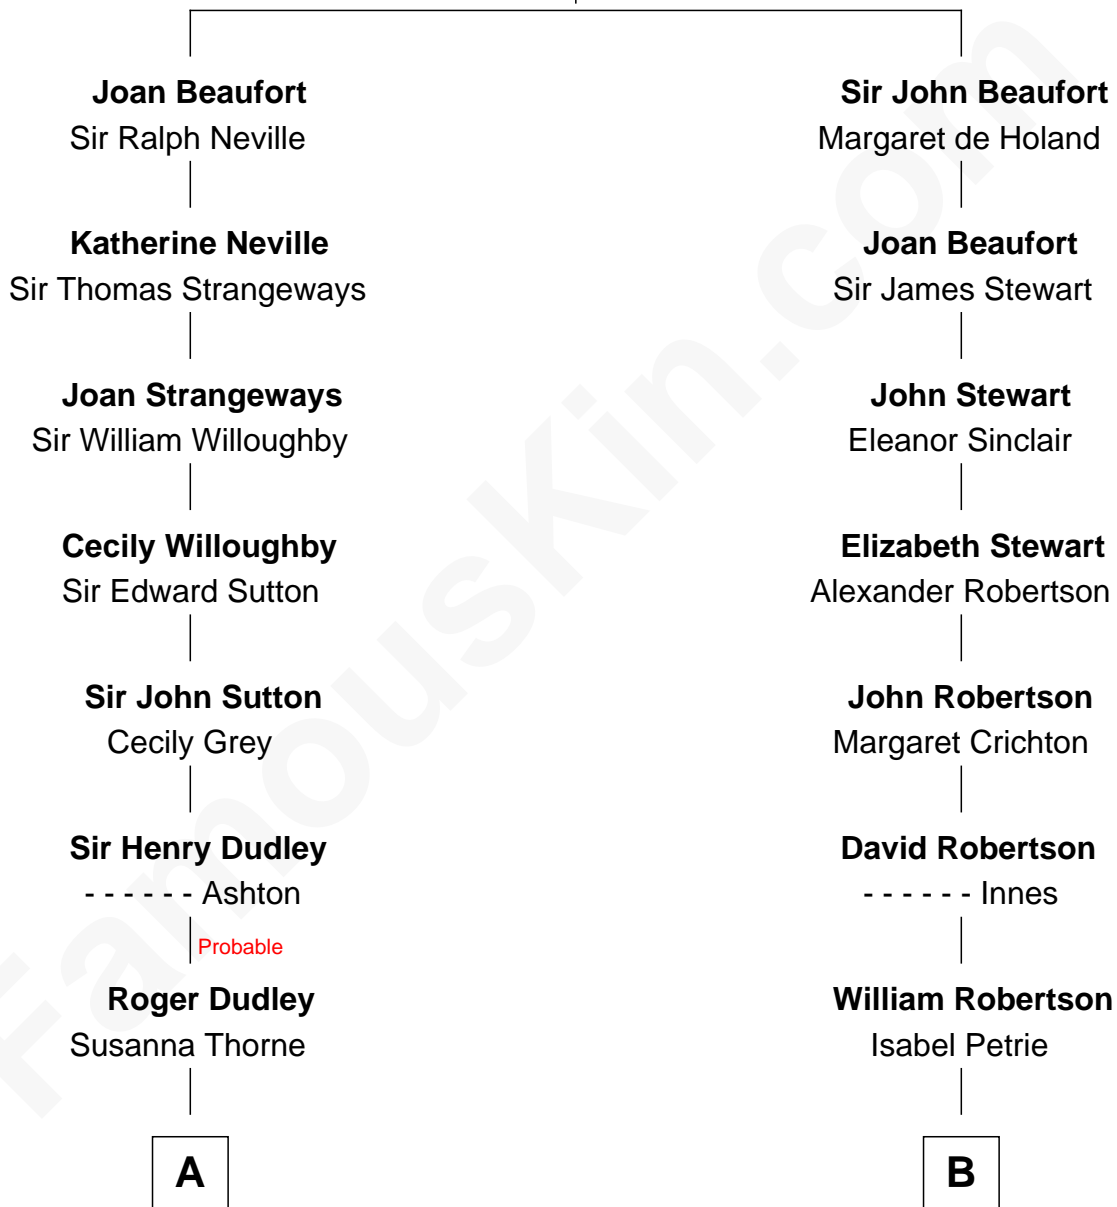 Joan Beaufort
Sir Ralph Neville
Katherine Neville
Sir Thomas Strangeways
Joan Strangeways
Sir William Willoughby
Cecily Willoughby
Sir Edward Sutton
Sir John Sutton
Cecily Grey
Sir Henry Dudley
- - - - - - Ashton
Probable
Roger Dudley
Susanna Thorne
A
Sir John Beaufort
Margaret de Holand
Joan Beaufort
Sir James Stewart
John Stewart
Eleanor Sinclair
Elizabeth Stewart
Alexander Robertson
John Robertson
Margaret Crichton
David Robertson
- - - - - - Innes
William Robertson
Isabel Petrie
B
FamousKin.com